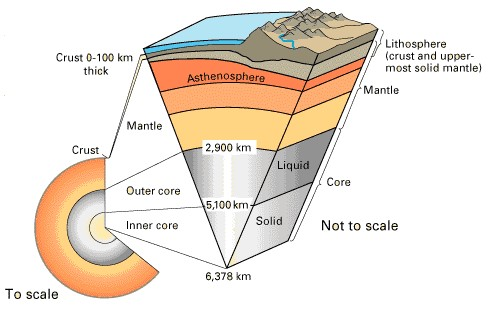 Crust 0-100 km
thick
Asthenosphere
Lithosphere
(crust and upper-
most solid mantle)
Mantle
Mantle
2,900 km
Crust
Liquid
Core
Outer core
5,100 km
Inner core
Solid
Not to scale
6,378 km
To scale